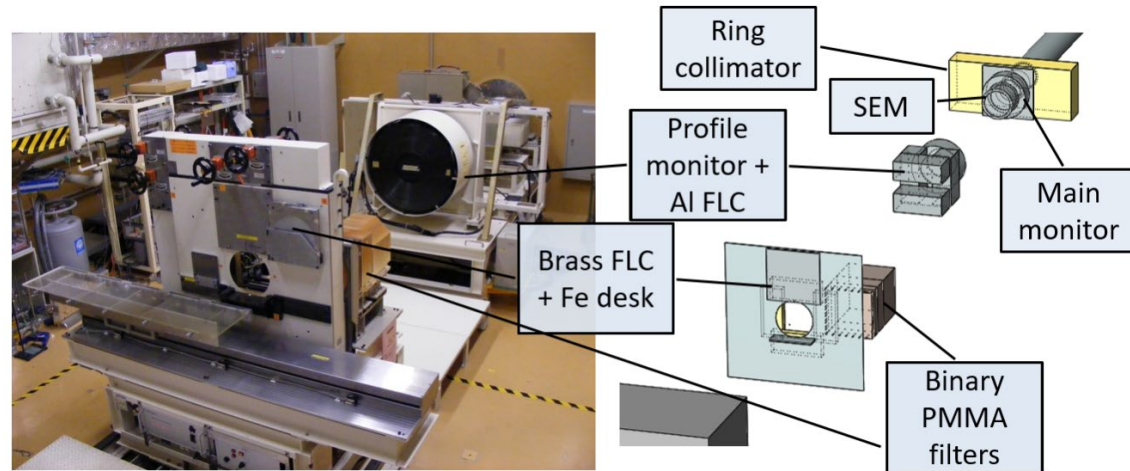 Ring
collimator
SEM
Profile
monitor +
Al FLC
Main
monitor
Brass FLC
+ Fe desk
Binary
PMMA
filters